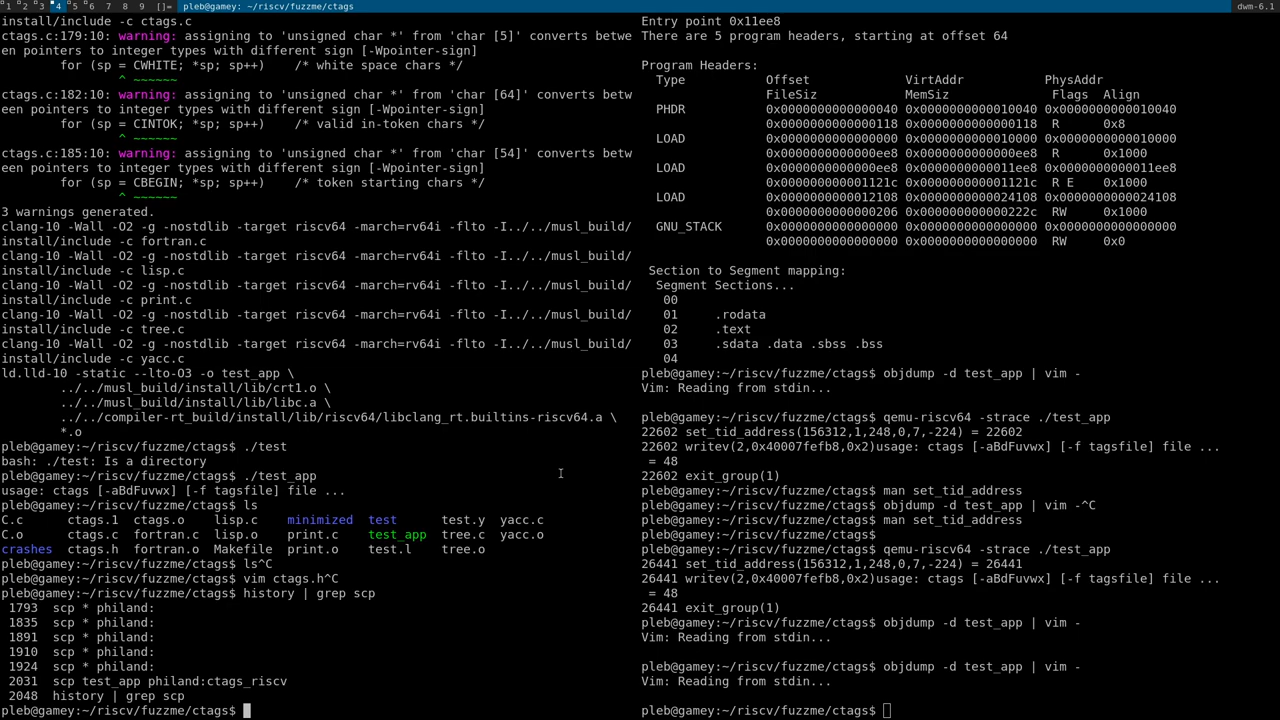 1 2 3 4 5 6 7 8 9 []= pleb@gamey: ~/riscv/fuzzme/ctags dwm-6.1
install/include -c ctags.c
ctags.c:179:10: warning: assigning to 'unsigned char *' from 'char [5]' converts betwe
en pointers to integer types with different sign [-Wpointer-sign]
        for (sp = CWHITE; *sp; sp++)    /* white space chars */
                ^ ~~~~~~
ctags.c:182:10: warning: assigning to 'unsigned char *' from 'char [64]' converts betw
een pointers to integer types with different sign [-Wpointer-sign]
        for (sp = CINTOK; *sp; sp++)    /* valid in-token chars */
                ^ ~~~~~~
ctags.c:185:10: warning: assigning to 'unsigned char *' from 'char [54]' converts betw
een pointers to integer types with different sign [-Wpointer-sign]
        for (sp = CBEGIN; *sp; sp++)    /* token starting chars */
                ^ ~~~~~~
3 warnings generated.
clang-10 -Wall -O2 -g -nostdlib -target riscv64 -march=rv64i -flto -I../../musl_build/
install/include -c fortran.c
clang-10 -Wall -O2 -g -nostdlib -target riscv64 -march=rv64i -flto -I../../musl_build/
install/include -c lisp.c
clang-10 -Wall -O2 -g -nostdlib -target riscv64 -march=rv64i -flto -I../../musl_build/
install/include -c print.c
clang-10 -Wall -O2 -g -nostdlib -target riscv64 -march=rv64i -flto -I../../musl_build/
install/include -c tree.c
clang-10 -Wall -O2 -g -nostdlib -target riscv64 -march=rv64i -flto -I../../musl_build/
install/include -c yacc.c
ld.lld-10 -static --lto-O3 -o test_app \
        ../../musl_build/install/lib/crt1.o \
        ../../musl_build/install/lib/libc.a \
        ../../compiler-rt_build/install/lib/riscv64/libclang_rt.builtins-riscv64.a \
        *.o
pleb@gamey:~/riscv/fuzzme/ctags$ ./test
bash: ./test: Is a directory
pleb@gamey:~/riscv/fuzzme/ctags$ ./test_app
usage: ctags [-aBdFuvwx] [-f tagsfile] file ...
pleb@gamey:~/riscv/fuzzme/ctags$ ls
C.c      ctags.1  ctags.o    lisp.c   minimized  test      test.y  yacc.c
C.o      ctags.c  fortran.c  lisp.o   print.c    test_app  tree.c  yacc.o
crashes  ctags.h  fortran.o  Makefile  print.o    test.l    tree.o
pleb@gamey:~/riscv/fuzzme/ctags$ ls^C
pleb@gamey:~/riscv/fuzzme/ctags$ vim ctags.h^C
pleb@gamey:~/riscv/fuzzme/ctags$ history | grep scp
 1793  scp * philand:
 1835  scp * philand:
 1891  scp * philand:
 1910  scp * philand:
 1924  scp * philand:
 2031  scp test_app philand:ctags_riscv
 2048  history | grep scp
pleb@gamey:~/riscv/fuzzme/ctags$
Entry point 0x11ee8
There are 5 program headers, starting at offset 64
Program Headers:
  Type           Offset             VirtAddr           PhysAddr
                 FileSiz            MemSiz              Flags  Align
  PHDR           0x0000000000000040 0x0000000000010040 0x0000000000010040
                 0x0000000000000118 0x0000000000000118  R      0x8
  LOAD           0x0000000000000000 0x0000000000010000 0x0000000000010000
                 0x0000000000000ee8 0x0000000000000ee8  R      0x1000
  LOAD           0x0000000000000ee8 0x0000000000011ee8 0x0000000000011ee8
                 0x000000000001121c 0x000000000001121c  R E    0x1000
  LOAD           0x0000000000012108 0x0000000000024108 0x0000000000024108
                 0x0000000000000206 0x000000000000222c  RW     0x1000
  GNU_STACK      0x0000000000000000 0x0000000000000000 0x0000000000000000
                 0x0000000000000000 0x0000000000000000  RW     0x0
 Section to Segment mapping:
  Segment Sections...
   00
   01     .rodata
   02     .text
   03     .sdata .data .sbss .bss
   04
pleb@gamey:~/riscv/fuzzme/ctags$ objdump -d test_app | vim -
Vim: Reading from stdin...
pleb@gamey:~/riscv/fuzzme/ctags$ qemu-riscv64 -strace ./test_app
22602 set_tid_address(156312,1,248,0,7,-224) = 22602
22602 writev(2,0x40007fefb8,0x2)usage: ctags [-aBdFuvwx] [-f tagsfile] file ...
 = 48
22602 exit_group(1)
pleb@gamey:~/riscv/fuzzme/ctags$ man set_tid_address
pleb@gamey:~/riscv/fuzzme/ctags$ objdump -d test_app | vim -^C
pleb@gamey:~/riscv/fuzzme/ctags$ man set_tid_address
pleb@gamey:~/riscv/fuzzme/ctags$
pleb@gamey:~/riscv/fuzzme/ctags$ qemu-riscv64 -strace ./test_app
26441 set_tid_address(156312,1,248,0,7,-224) = 26441
26441 writev(2,0x40007fefb8,0x2)usage: ctags [-aBdFuvwx] [-f tagsfile] file ...
 = 48
26441 exit_group(1)
pleb@gamey:~/riscv/fuzzme/ctags$ objdump -d test_app | vim -
Vim: Reading from stdin...
pleb@gamey:~/riscv/fuzzme/ctags$ objdump -d test_app | vim -
Vim: Reading from stdin...
pleb@gamey:~/riscv/fuzzme/ctags$